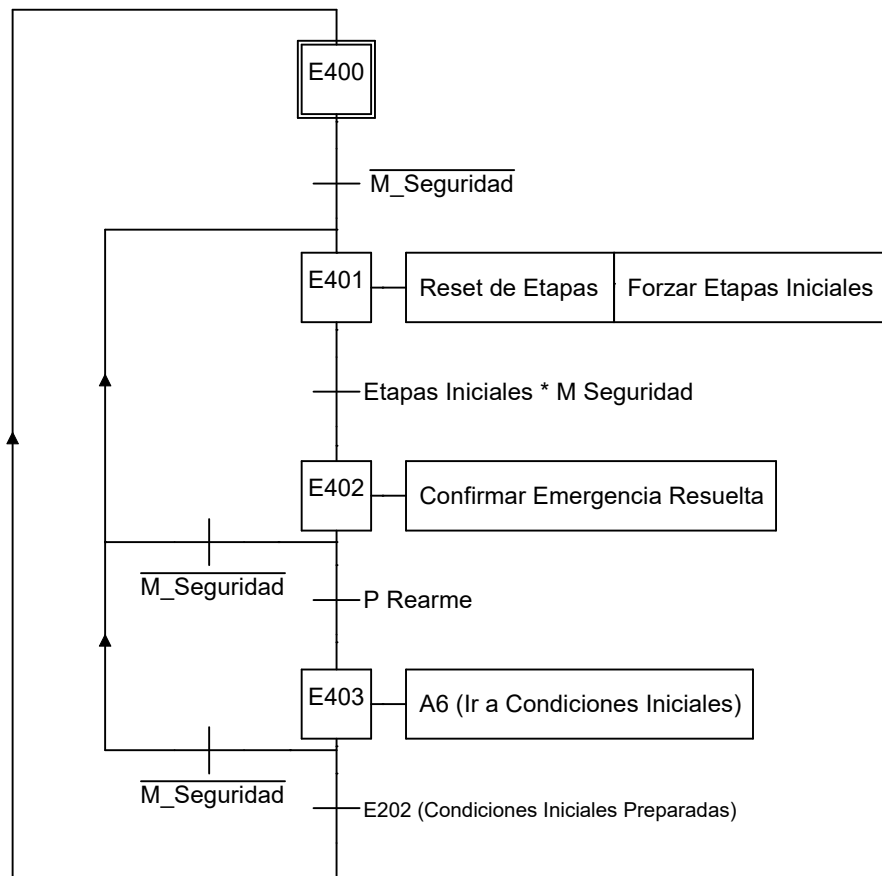 E400
M_Seguridad
E401
Reset de Etapas
Forzar Etapas Iniciales
Etapas Iniciales * M Seguridad
E402
Confirmar Emergencia Resuelta
M_Seguridad
P Rearme
E403
A6 (Ir a Condiciones Iniciales)
M_Seguridad
E202 (Condiciones Iniciales Preparadas)